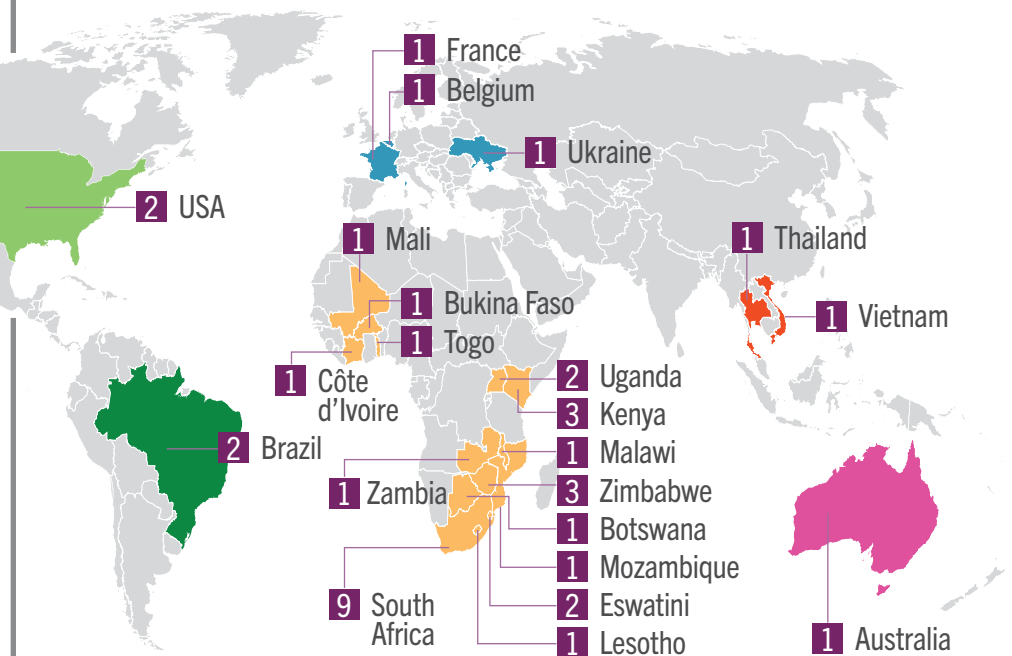 1 France
1 Belgium
1 Ukraine
2 USA
1 Mali
1 Thailand
1 Bukina Faso
1 Vietnam
1 Togo
1 Côte
d’Ivoire
2 Uganda
3 Kenya
2 Brazil
1 Malawi
1 Zambia
3 Zimbabwe
1 Botswana
1 Mozambique
9 South
Africa
2 Eswatini
1 Lesotho
1 Australia